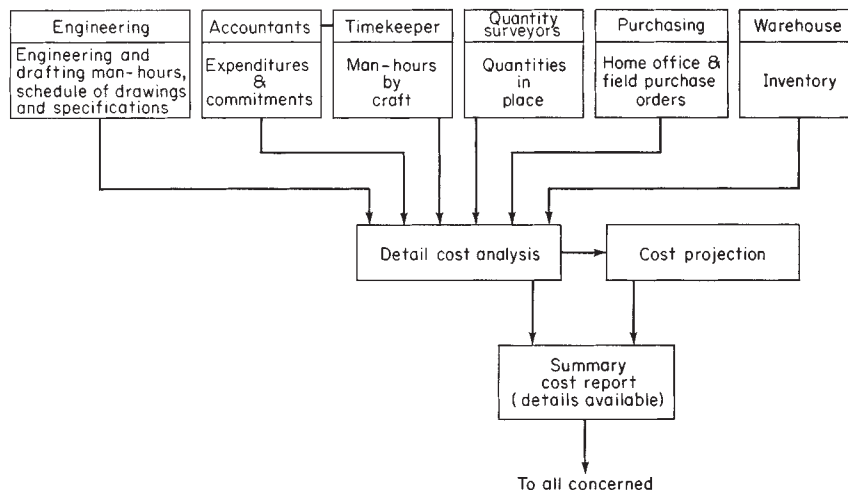 Engineering
Engineering and
drafting man-hours,
schedule of drawings
and specifications
Accountants
Expenditures
&
commitments
Timekeeper
Man-hours
by
craft
Quantity
surveyors
Quantities
in
place
Purchasing
Home office &
field purchase
orders
Warehouse
Inventory
Detail cost analysis
Cost projection
Summary
cost report
(details available)
To all concerned